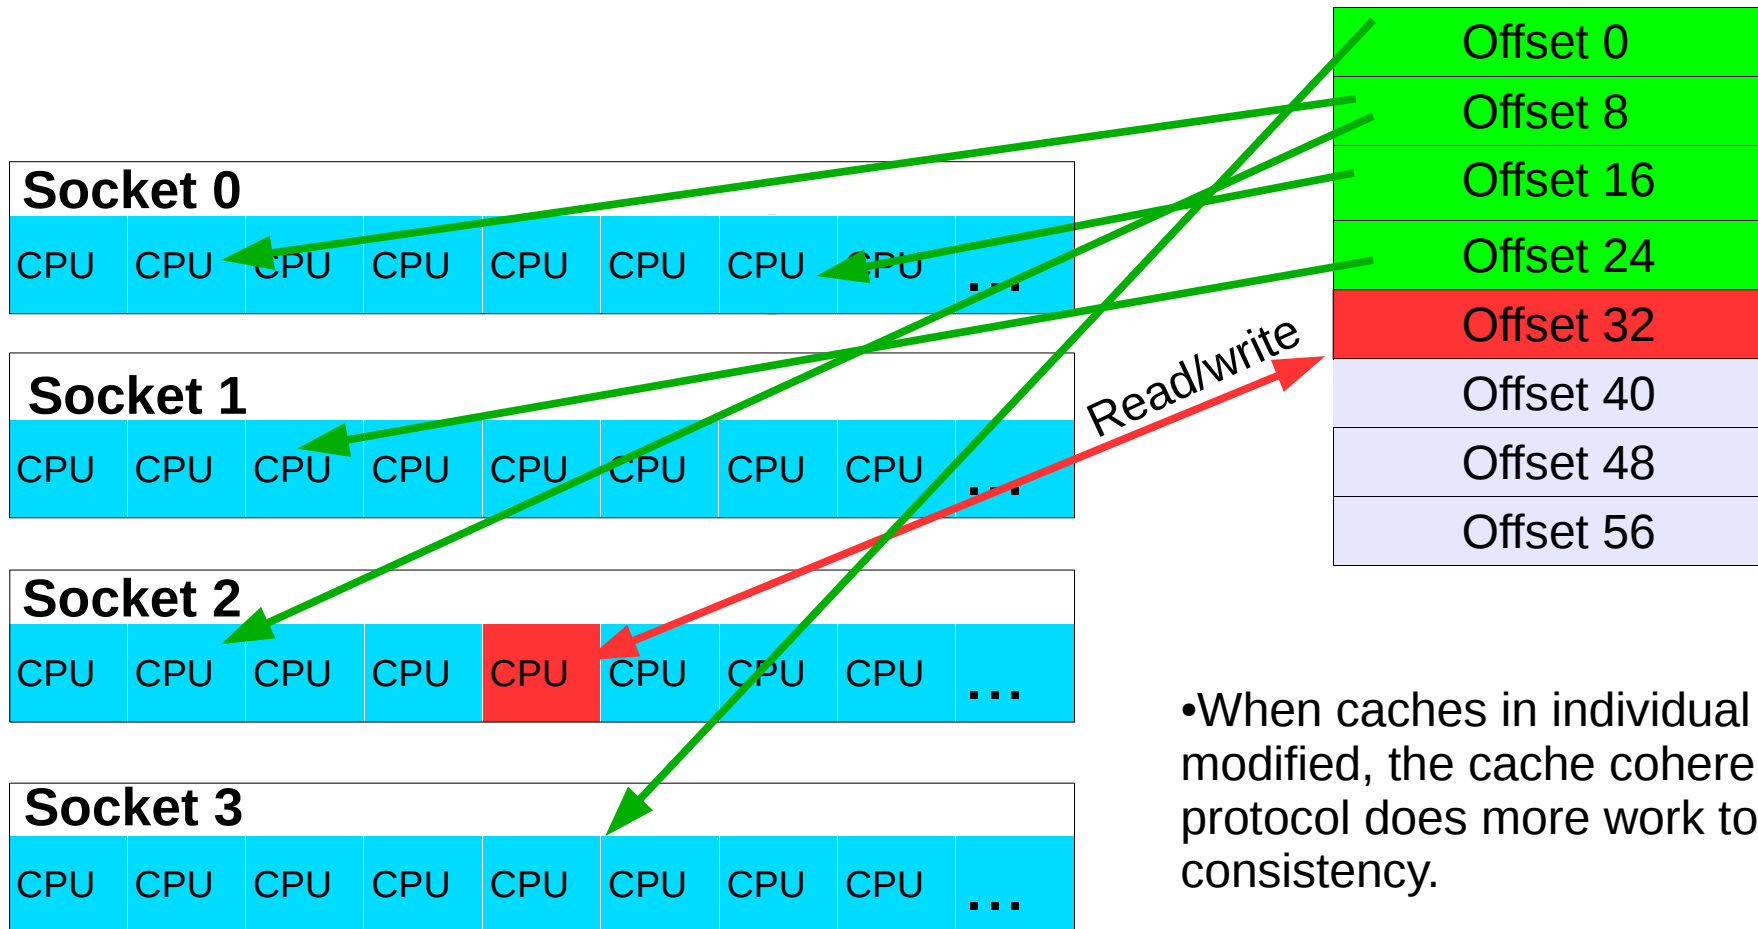 Offset 0
Offset 8
Offset 16
Offset 24
Offset 32
Offset 40
Offset 48
Offset 56
Socket 0
CPU CPU CPU CPU CPU CPU CPU CPU ...
Socket 1
CPU CPU CPU CPU CPU CPU CPU CPU ...
Socket 2
CPU CPU CPU CPU CPU CPU CPU CPU ...
Socket 3
CPU CPU CPU CPU CPU CPU CPU CPU ...
Read/write
•When caches in individual
modified, the cache cohere
protocol does more work to
consistency.